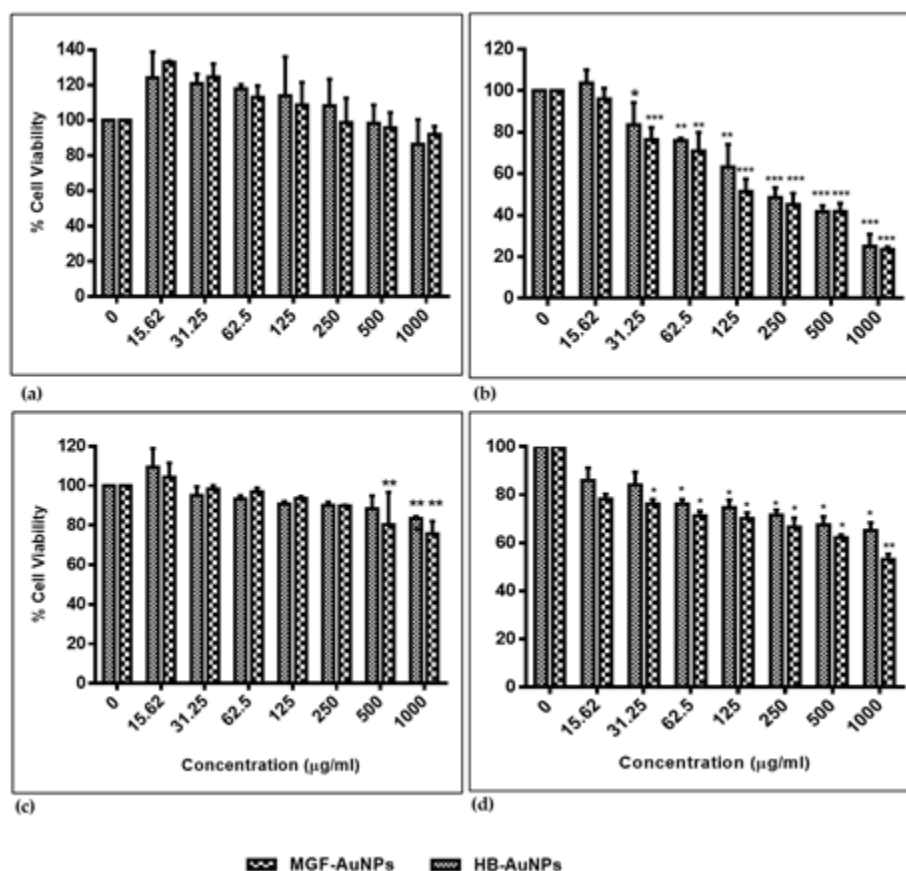 140
120
100
80
60
40
20
0
% Cell Viability
0 15.62 31.25 62.5 125 250 500 1000
(a)
120
100
80
60
40
20
0
* *** ** ** ** *** *** *** *** *** *** ***
0 15.62 31.25 62.5 125 250 500 1000
(b)
120
100
80
60
40
20
0
% Cell Viability
** ** **
0 15.62 31.25 62.5 125 250 500 1000
Concentration (µg/ml)
(c)
100
80
60
40
20
0
* * * * * * * * * * **
0 15.62 31.25 62.5 125 250 500 1000
Concentration (µg/ml)
(d)
MGF-AuNPs HB-AuNPs